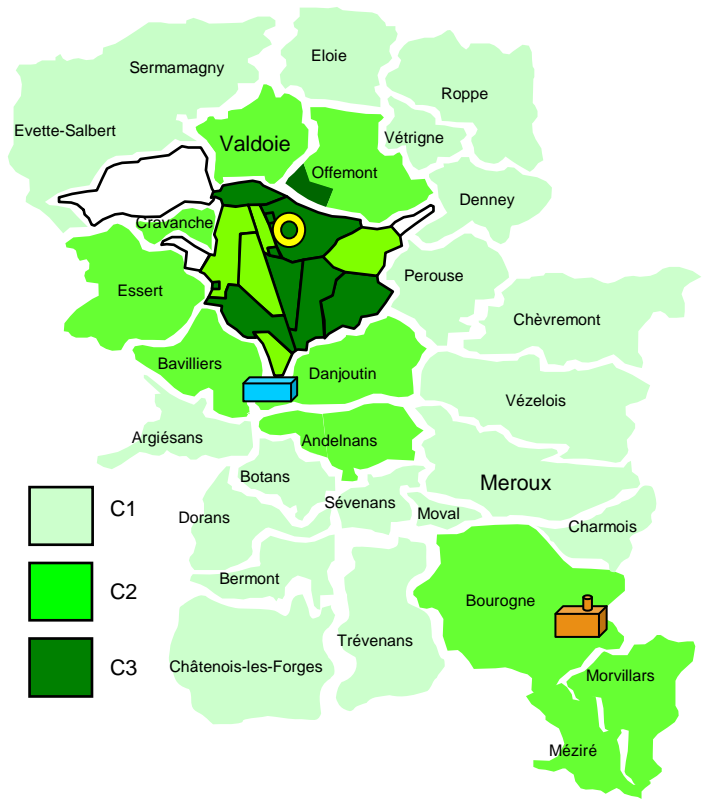 Eloie
Sermamagny
Roppe
Evette-Salbert
Vétrigne
Valdoie
Offemont
Denney
Cravanche
Perouse
Essert
Chèvremont
Bavilliers
Danjoutin
Vézelois
Argiésans
Andelnans
Botans
Meroux
Sévenans
C1
Dorans
Moval
Charmois
Bermont
C2
Bourogne
Trévenans
Châtenois-les-Forges
C3
Morvillars
Méziré